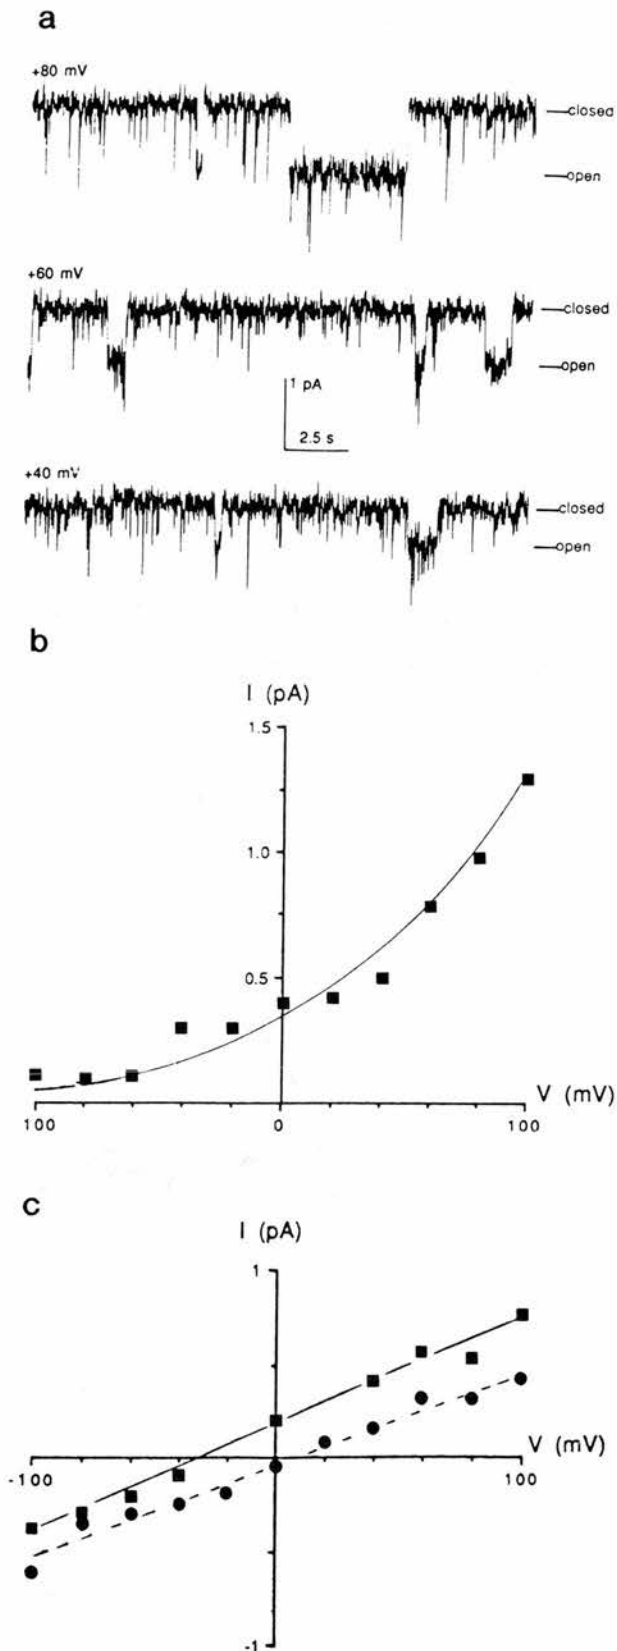 a
+80 mV
closed
open
+60 mV
closed
open
1 pA
2.5 s
+40 mV
closed
open
b
I (pA)
1.5
1.0
0.5
V (mV)
100 0 100
c
I (pA)
1
V (mV)
-100 100
-1